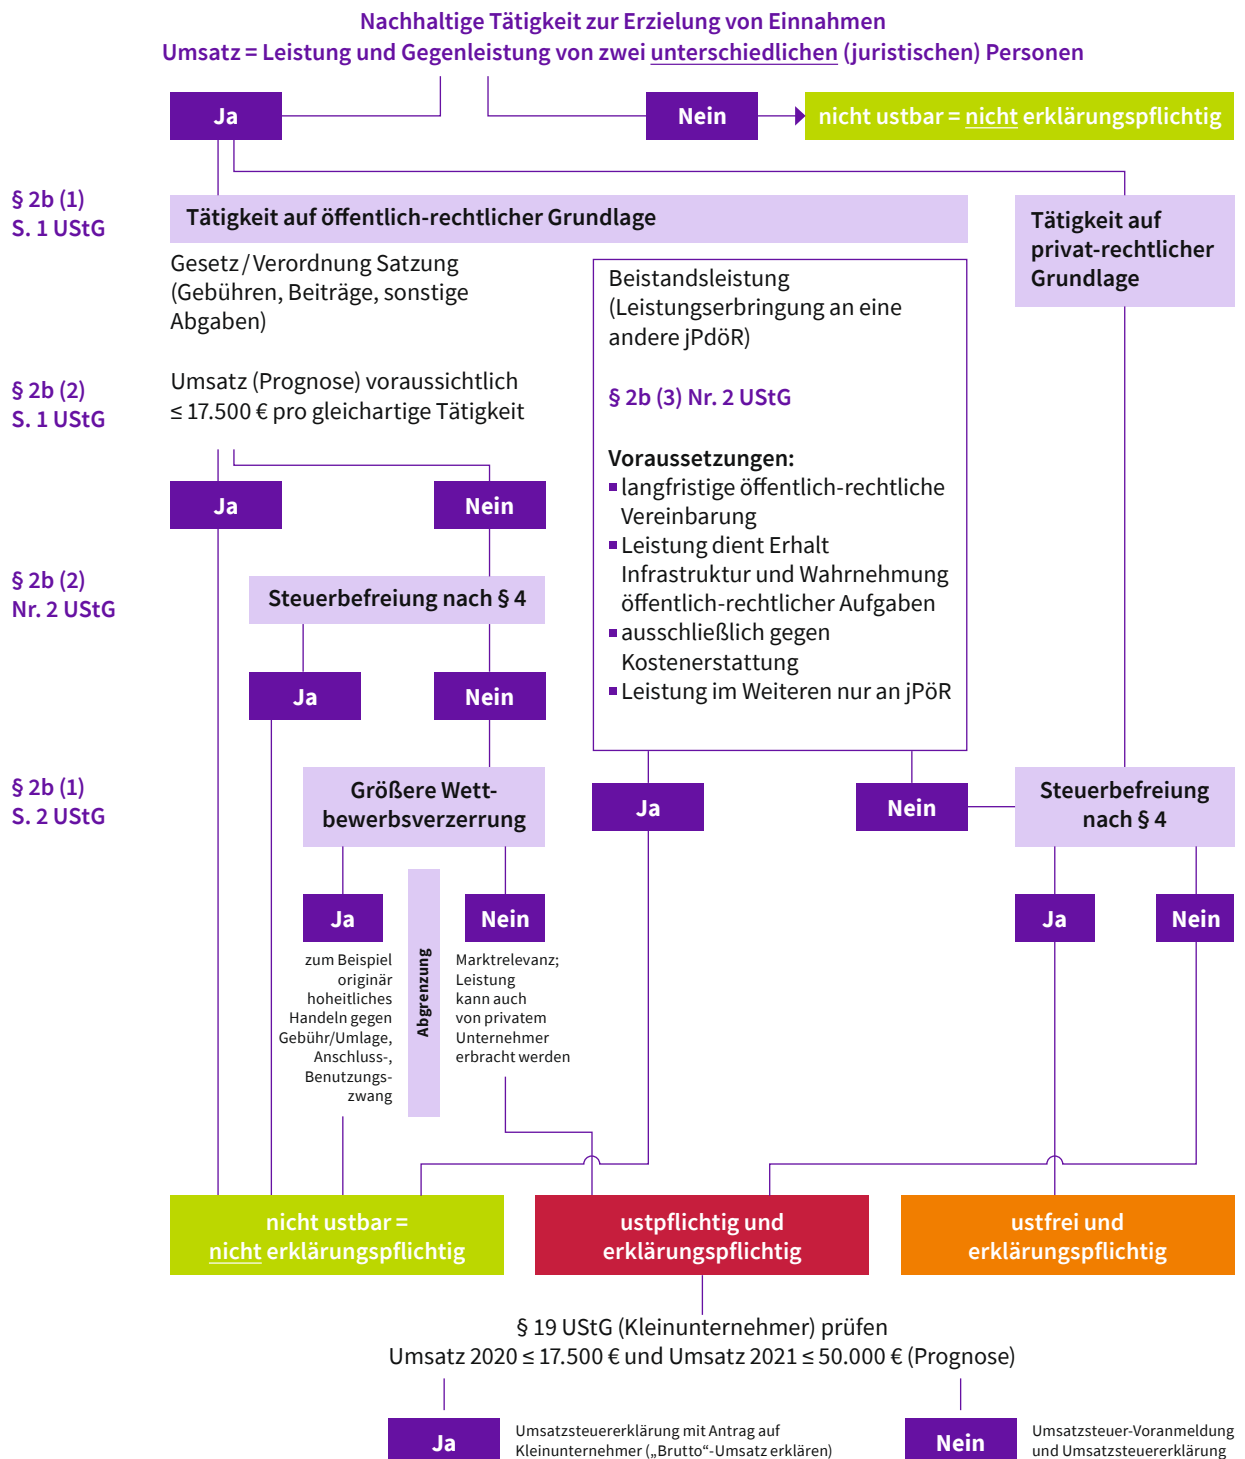 Nachhaltige Tätigkeit zur Erzielung von Einnahmen
Umsatz = Leistung und Gegenleistung von zwei unterschiedlichen (juristischen) Personen
Ja
Nein
nicht ustbar = nicht erklärungspflichtig
§ 2b (1)
S. 1 UStG
Tätigkeit auf öffentlich-rechtlicher Grundlage
Tätigkeit auf
privat-rechtlicher
Grundlage
Gesetz / Verordnung Satzung
(Gebühren, Beiträge, sonstige
Abgaben)
§ 2b (2)
S. 1 UStG
Umsatz (Prognose) voraussichtlich
≤ 17.500 € pro gleichartige Tätigkeit
Ja
Nein
Beistandsleistung
(Leistungserbringung an eine
andere jPdöR)
§ 2b (3) Nr. 2 UStG
Voraussetzungen:
▪ langfristige öffentlich-rechtliche
Vereinbarung
▪ Leistung dient Erhalt
Infrastruktur und Wahrnehmung
öffentlich-rechtlicher Aufgaben
▪ ausschließlich gegen
Kostenerstattung
▪ Leistung im Weiteren nur an jPöR
§ 2b (2)
Nr. 2 UStG
Steuerbefreiung nach § 4
Ja
Nein
§ 2b (1)
S. 2 UStG
Größere Wett-
bewerbsverzerrung
Ja
Nein
Steuerbefreiung
nach § 4
Ja
Nein
Ja
Nein
zum Beispiel
originär
hoheitliches
Handeln gegen
Gebühr/Umlage,
Anschluss-,
Benutzungs-
zwang
Abgrenzung
Marktrelevanz;
Leistung
kann auch
von privatem
Unternehmer
erbracht werden
nicht ustbar =
nicht erklärungspflichtig
ustpflichtig und
erklärungspflichtig
ustfrei und
erklärungspflichtig
§ 19 UStG (Kleinunternehmer) prüfen
Umsatz 2020 ≤ 17.500 € und Umsatz 2021 ≤ 50.000 € (Prognose)
Ja
Umsatzsteuererklärung mit Antrag auf
Kleinunternehmer („Brutto“-Umsatz erklären)
Nein
Umsatzsteuer-Voranmeldung
und Umsatzsteuererklärung